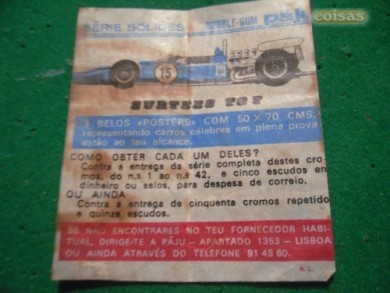 coisas
SÉRIE BÓLIDES BUBBLE-GUM
15
SURTEES TS 7
3 BELOS «POSTERS» COM 50 X 70 CMS.
representando carros célebres em plena prova
estão ao teu alcance.
COMO OBTER CADA UM DELES?
Contra a entrega da série completa destes cro-
mos, do n.º 1 ao n.º 42, e cinco escudos em
dinheiro ou selos, para despesa de correio.
OU AINDA
Contra a entrega de cinquenta cromos repetidos
e quinze escudos.
SE NÃO ENCONTRARES NO TEU FORNECEDOR HABI-
TUAL, DIRIGE-TE A PÁJU - APARTADO 1353 - LISBOA
OU AINDA ATRAVÉS DO TELEFONE 91 45 60.